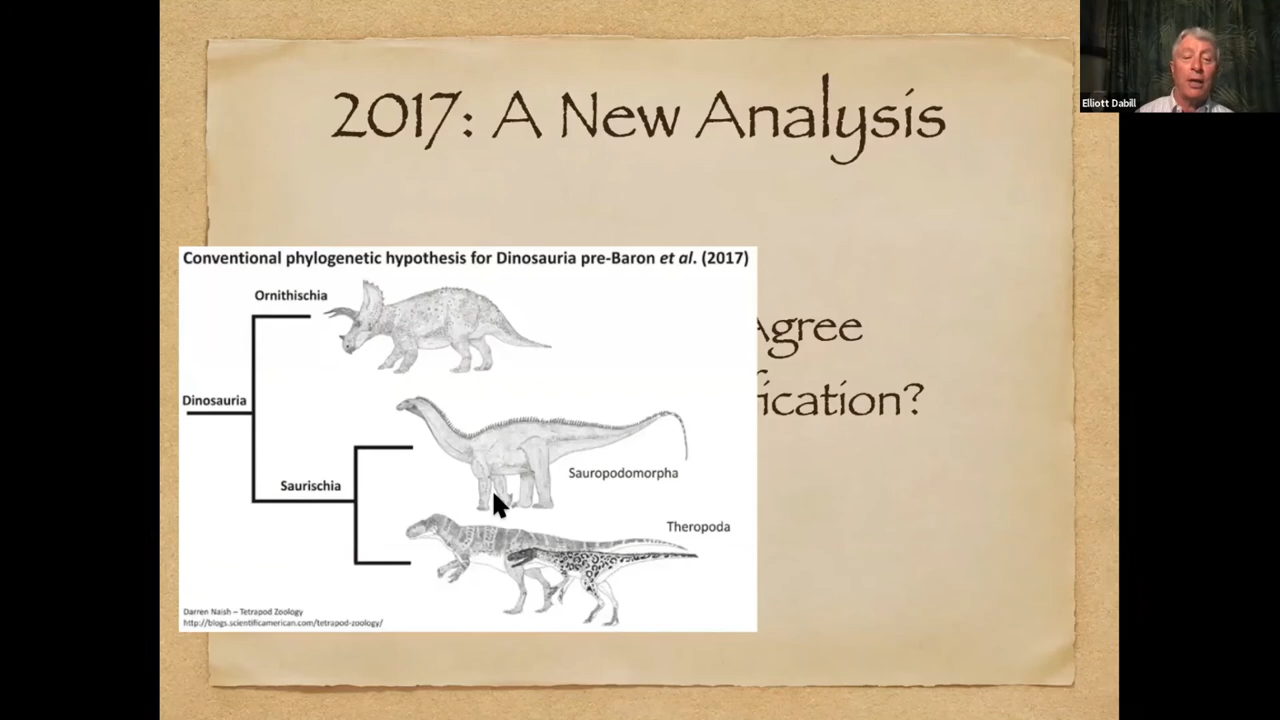 2017: A New Analysis
Elliott Dabill
Conventional phylogenetic hypothesis for Dinosauria pre-Baron et al. (2017)
Ornithischia
Agree
Dinosauria
ification?
Sauropodomorpha
Saurischia
Theropoda
Darren Naish – Tetrapod Zoology
http://blogs.scientificamerican.com/tetrapod-zoology/